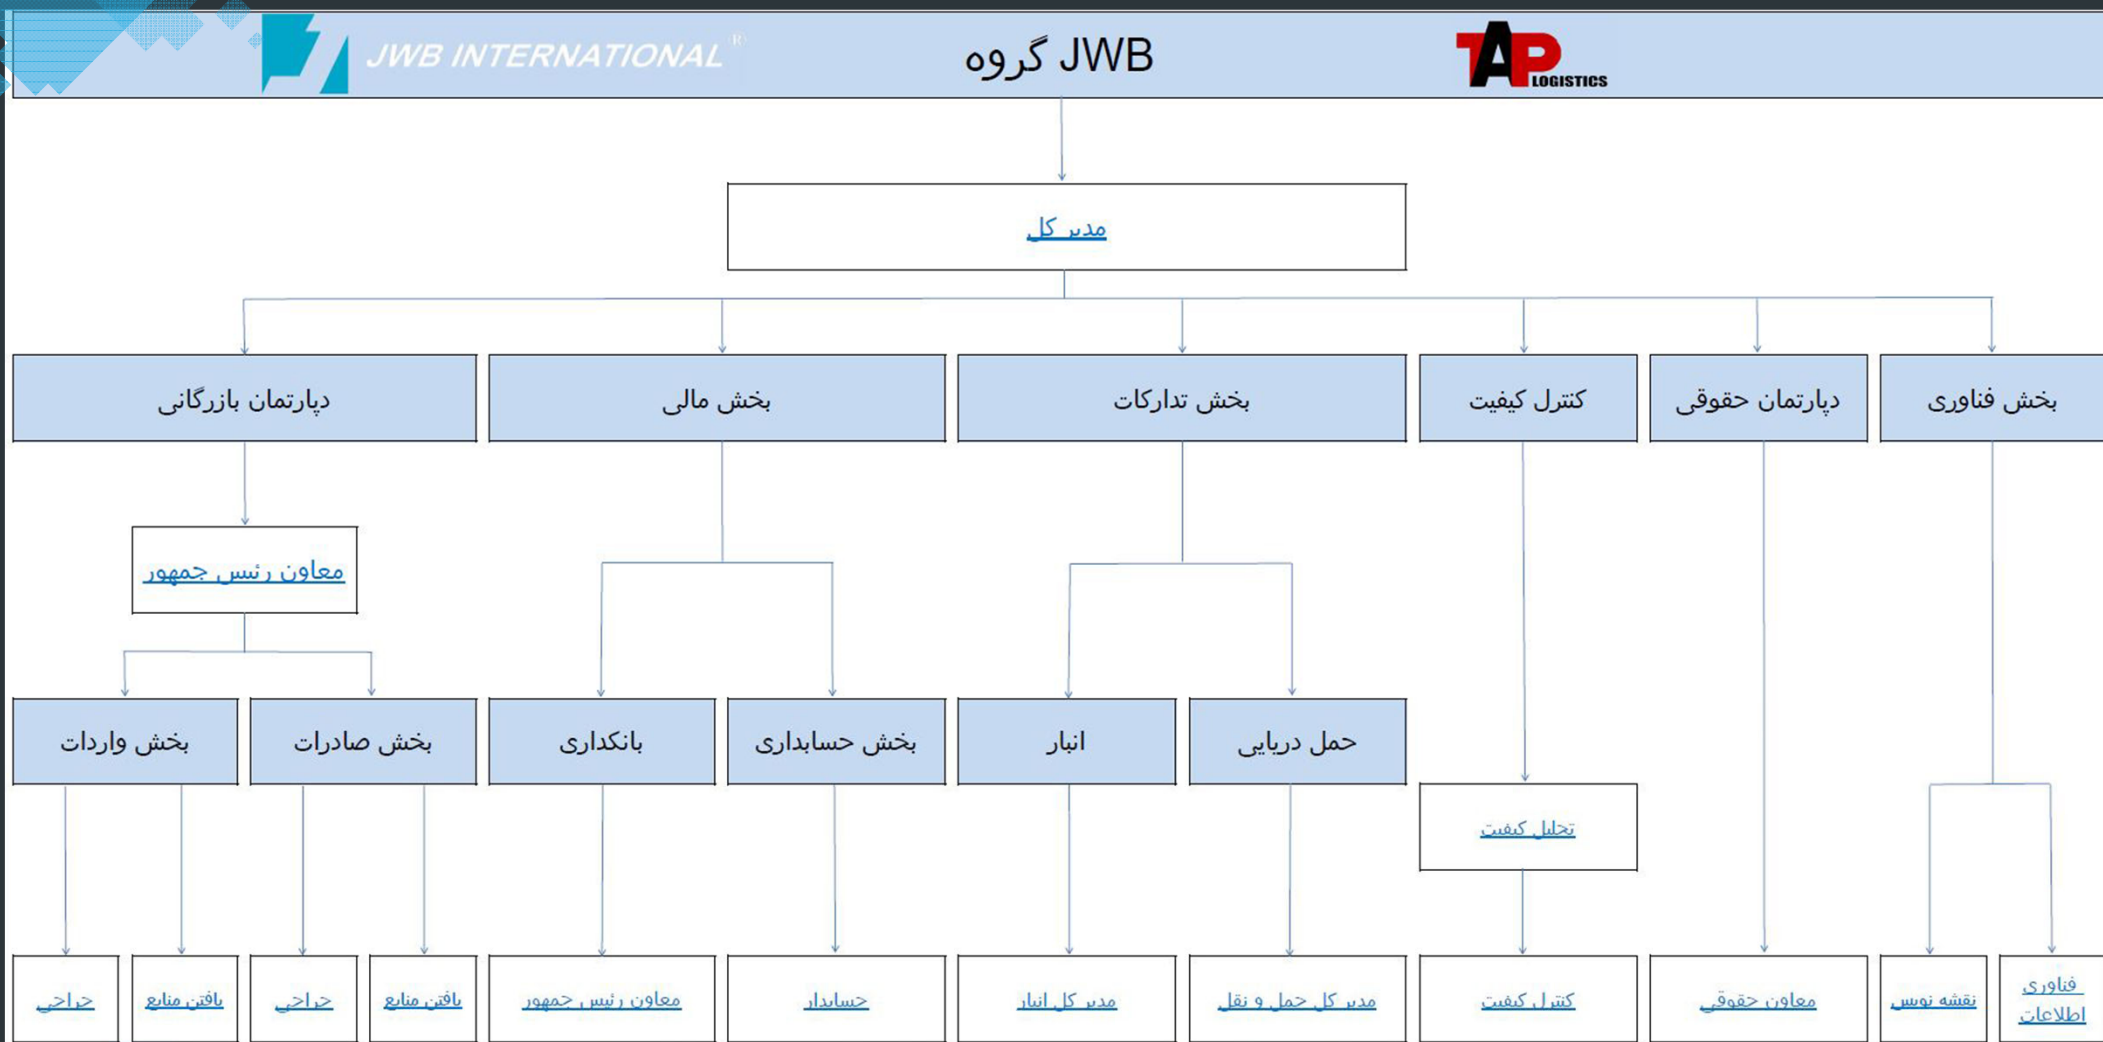 JWB INTERNATIONAL®
گروه JWB
TAP LOGISTICS
مدیر کل
دپارتمان بازرگانی
بخش مالی
بخش تدارکات
کنترل کیفیت
دپارتمان حقوقی
بخش فناوری
معاون رئیس جمهور
بخش واردات
بخش صادرات
بانکداری
بخش حسابداری
انبار
حمل دریایی
تحلیل کیفیت
حراجی
یافتن منابع
حراجی
یافتن منابع
معاون رئیس جمهور
حسابدار
مدیر کل انبار
مدیر کل حمل و نقل
کنترل کیفیت
معاون حقوقی
نقشه نویس
فناوری
اطلاعات